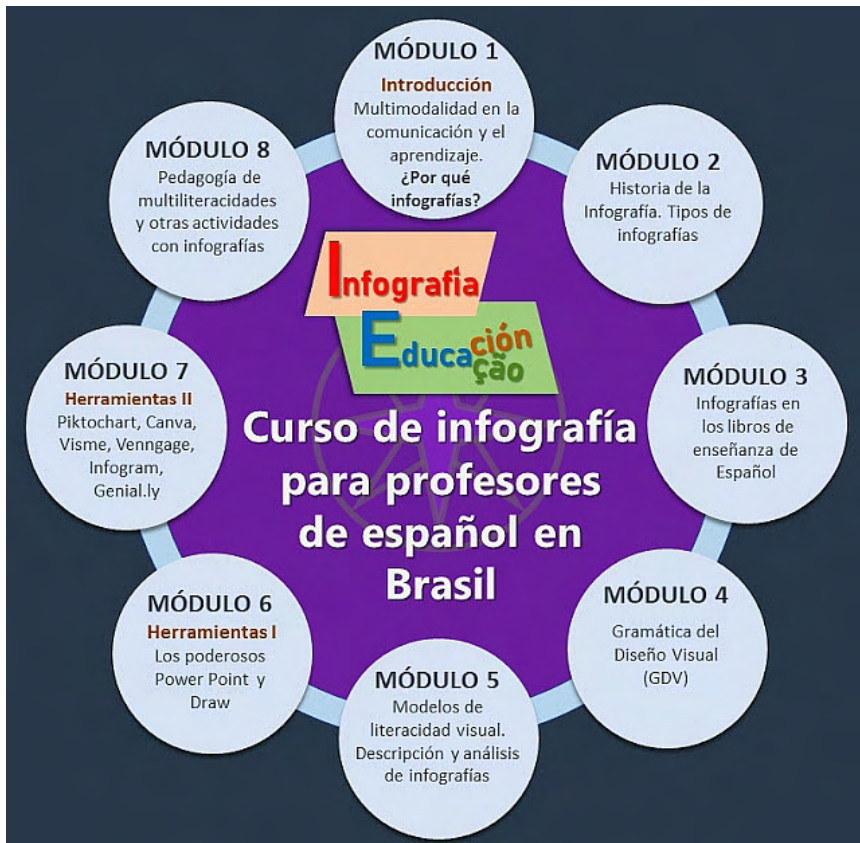 MÓDULO 1
Introducción
Multimodalidad en la
comunicación y el
aprendizaje.
¿Por qué
infografías?
MÓDULO 2
Historia de la
Infografía. Tipos de
infografías
MÓDULO 3
Infografías en
los libros de
enseñanza de
Español
MÓDULO 4
Gramática del
Diseño Visual
(GDV)
MÓDULO 5
Modelos de
literacidad visual.
Descripción y análisis
de infografías
MÓDULO 6
Herramientas I
Los poderosos
Power Point y
Draw
MÓDULO 7
Herramientas II
Piktochart, Canva,
Visme, Venngage,
Infogram,
Genial.ly
MÓDULO 8
Pedagogía de
multiliteracidades
y otras actividades
con infografías
Infografía
Educación
ção
Curso de infografía
para profesores
de español en
Brasil